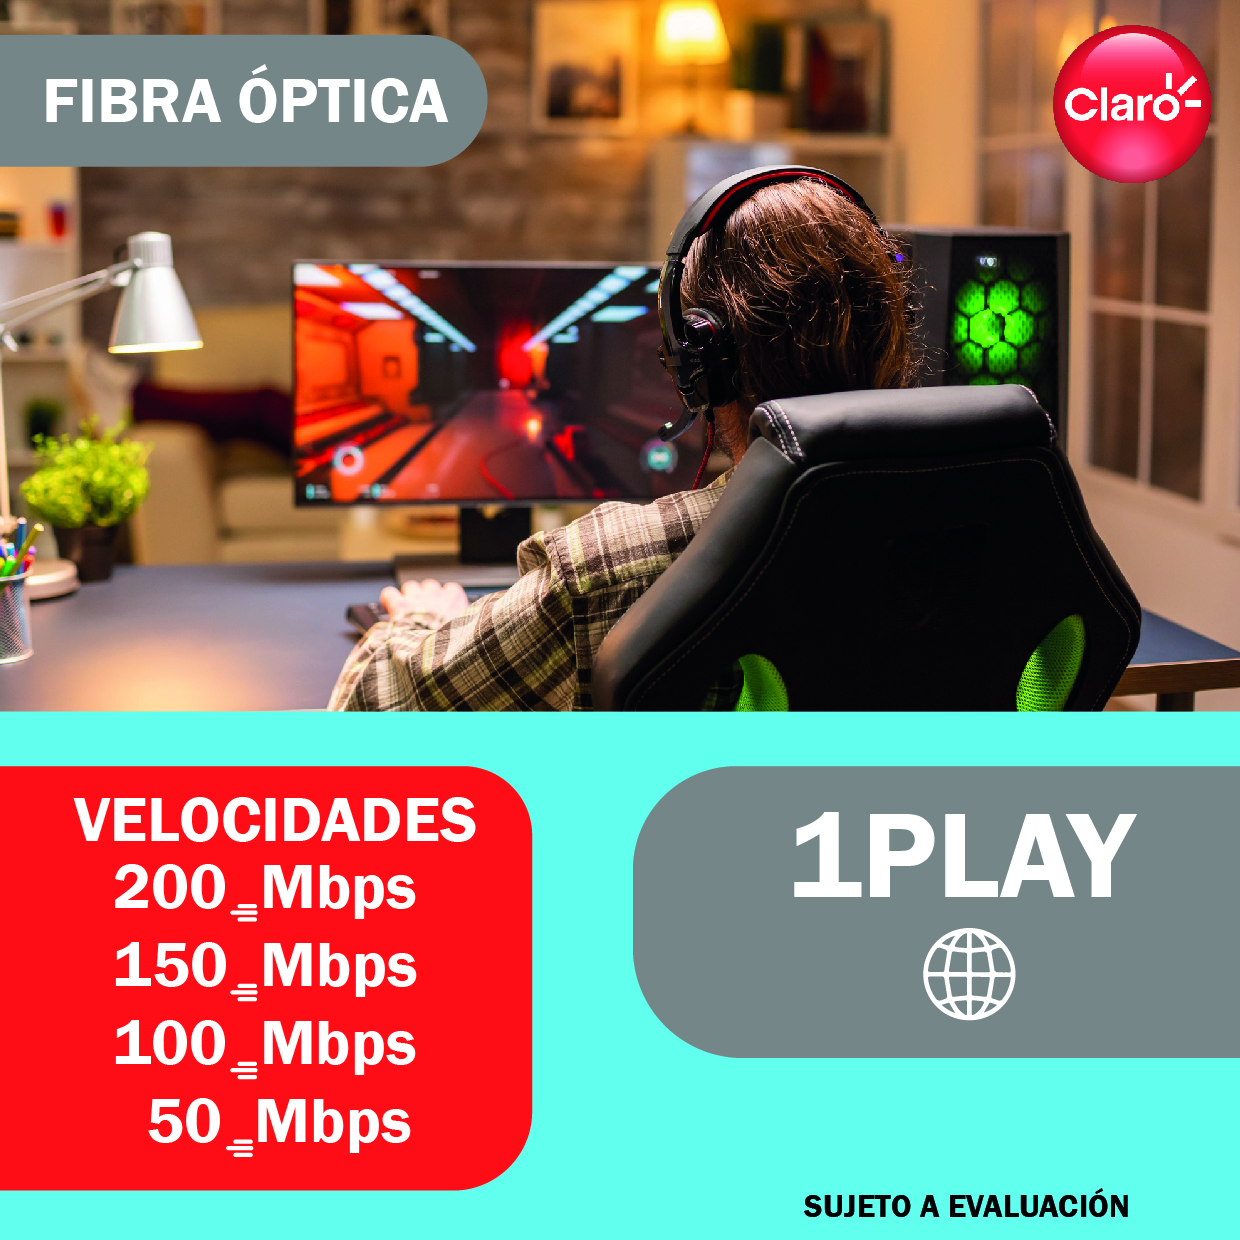 FIBRA ÓPTICA
Claro
VELOCIDADES
200 Mbps
150 Mbps
100 Mbps
50 Mbps
1PLAY
SUJETO A EVALUACIÓN